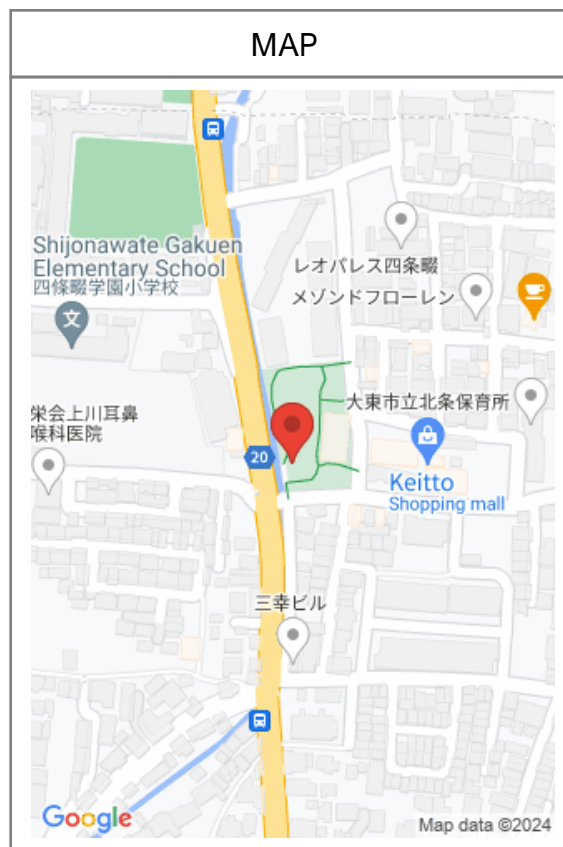 MAP
Shijonawate Gakuen
Elementary School
四條畷学園小学校
文
レオパレス四条畷
メゾンドフローレン
栄会上川耳鼻
喉科医院
大東市立北条保育所
20
Keitto
Shopping mall
三幸ビル
Google
Map data ©2024